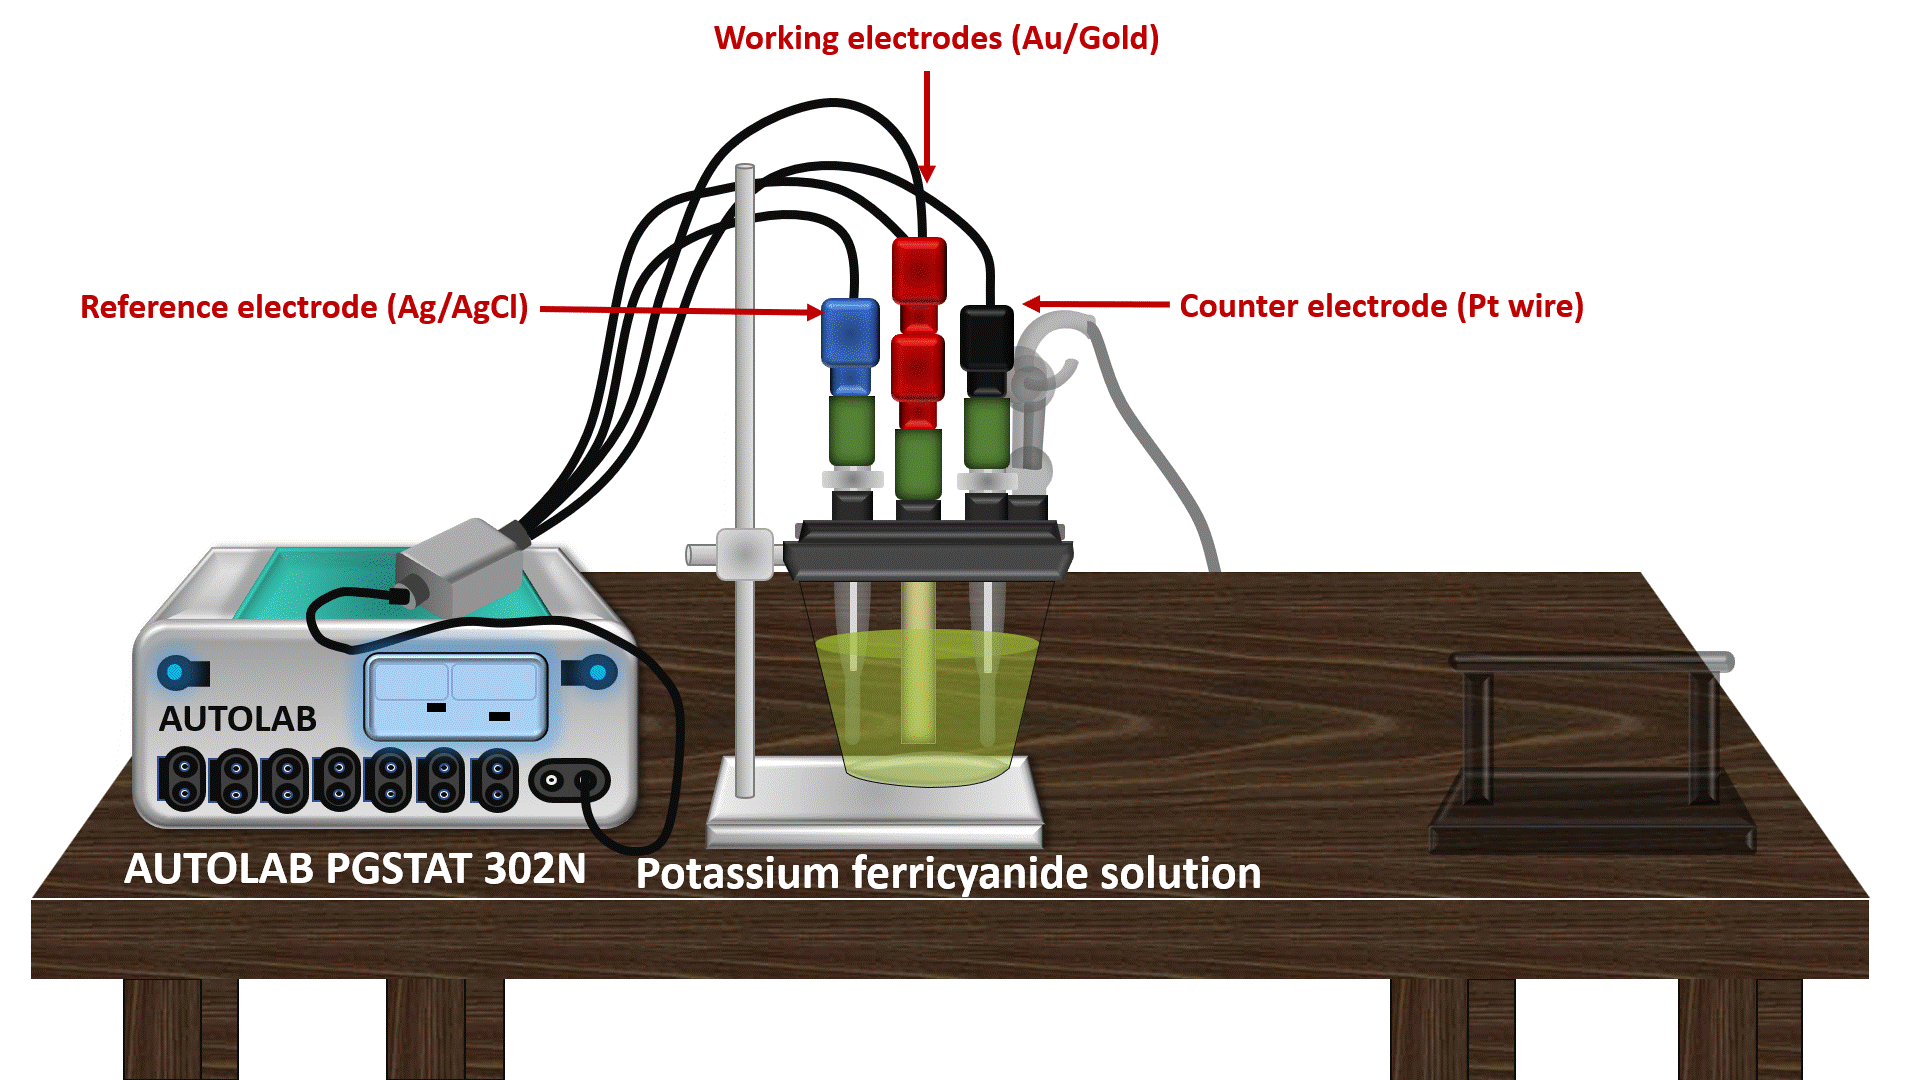 Working electrodes (Au/Gold)
Reference electrode (Ag/AgCl)
Counter electrode (Pt wire)
AUTOLAB
AUTOLAB PGSTAT 302N
Potassium ferricyanide solution